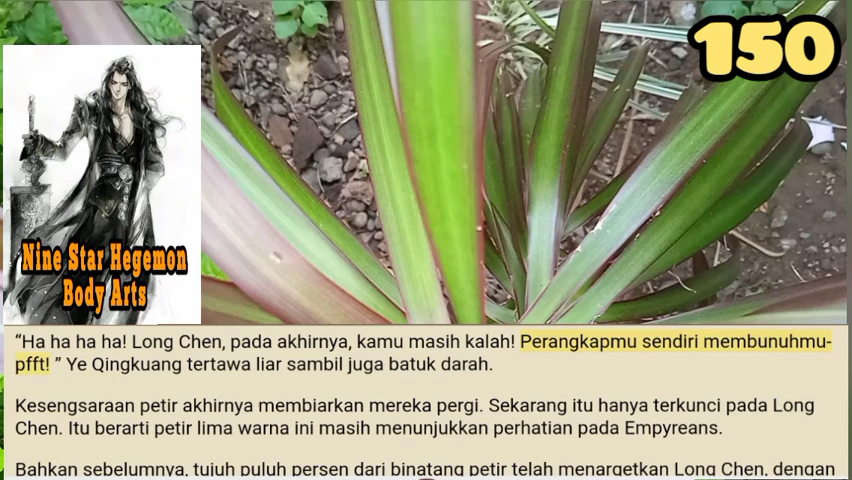 150
Nine Star Hegemon
Body Arts
“Ha ha ha ha! Long Chen, pada akhirnya, kamu masih kalah! Perangkapmu sendiri membunuhmu-
pfft! ” Ye Qingkuang tertawa liar sambil juga batuk darah.
Kesengsaraan petir akhirnya membiarkan mereka pergi. Sekarang itu hanya terkunci pada Long
Chen. Itu berarti petir lima warna ini masih menunjukkan perhatian pada Empyreans.
Bahkan sebelumnya, tujuh puluh persen dari binatang petir telah menargetkan Long Chen, dengan